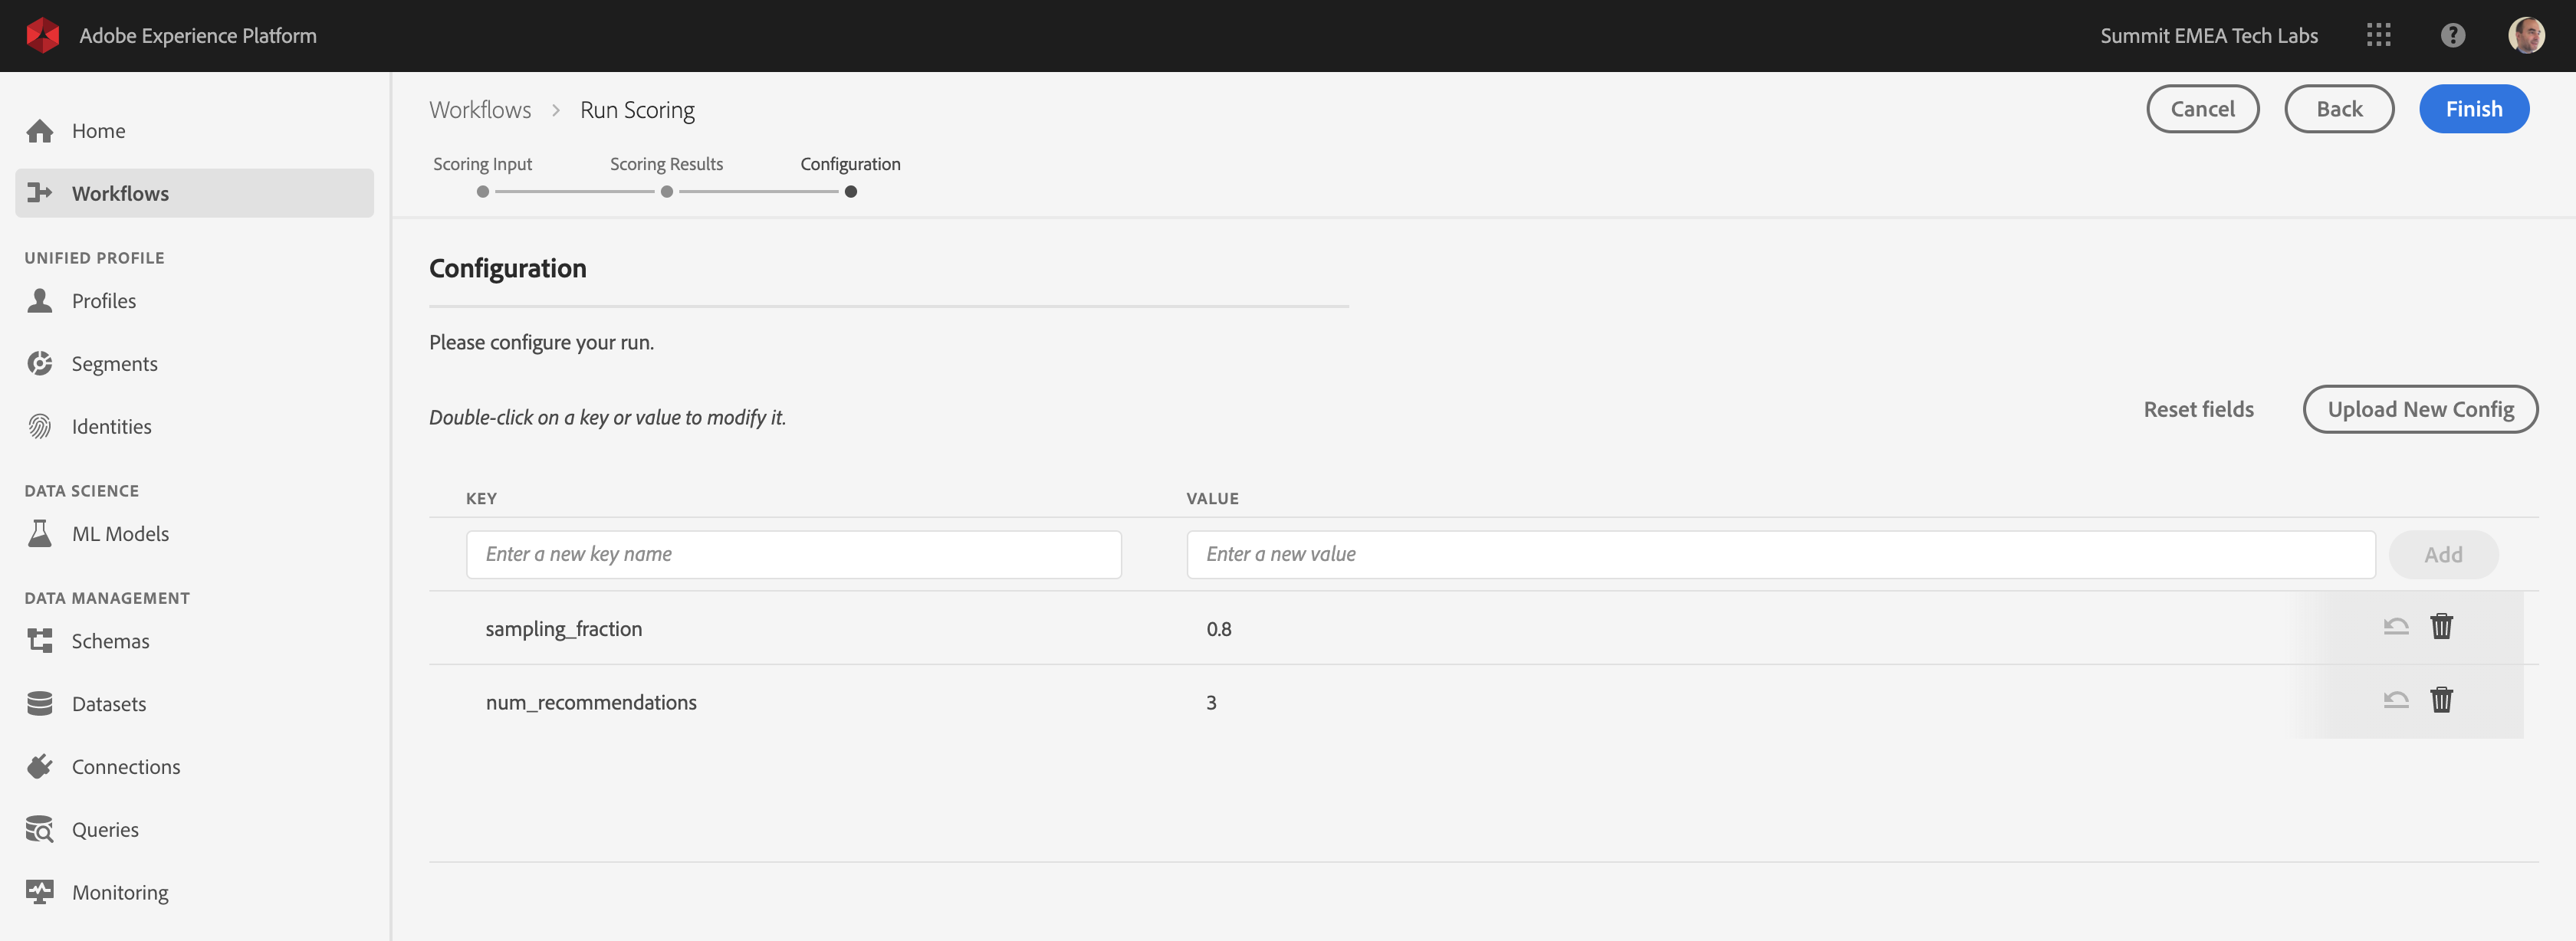 Adobe Experience Platform
Summit EMEA Tech Labs
?
Home
Workflows
UNIFIED PROFILE
Profiles
Segments
Identities
DATA SCIENCE
ML Models
DATA MANAGEMENT
Schemas
Datasets
Connections
Queries
Monitoring
Workflows > Run Scoring
Cancel
Back
Finish
Scoring Input
Scoring Results
Configuration
Configuration
Please configure your run.
Double-click on a key or value to modify it.
Reset fields
Upload New Config
KEY
VALUE
Enter a new key name
Enter a new value
Add
sampling_fraction
0.8
num_recommendations
3